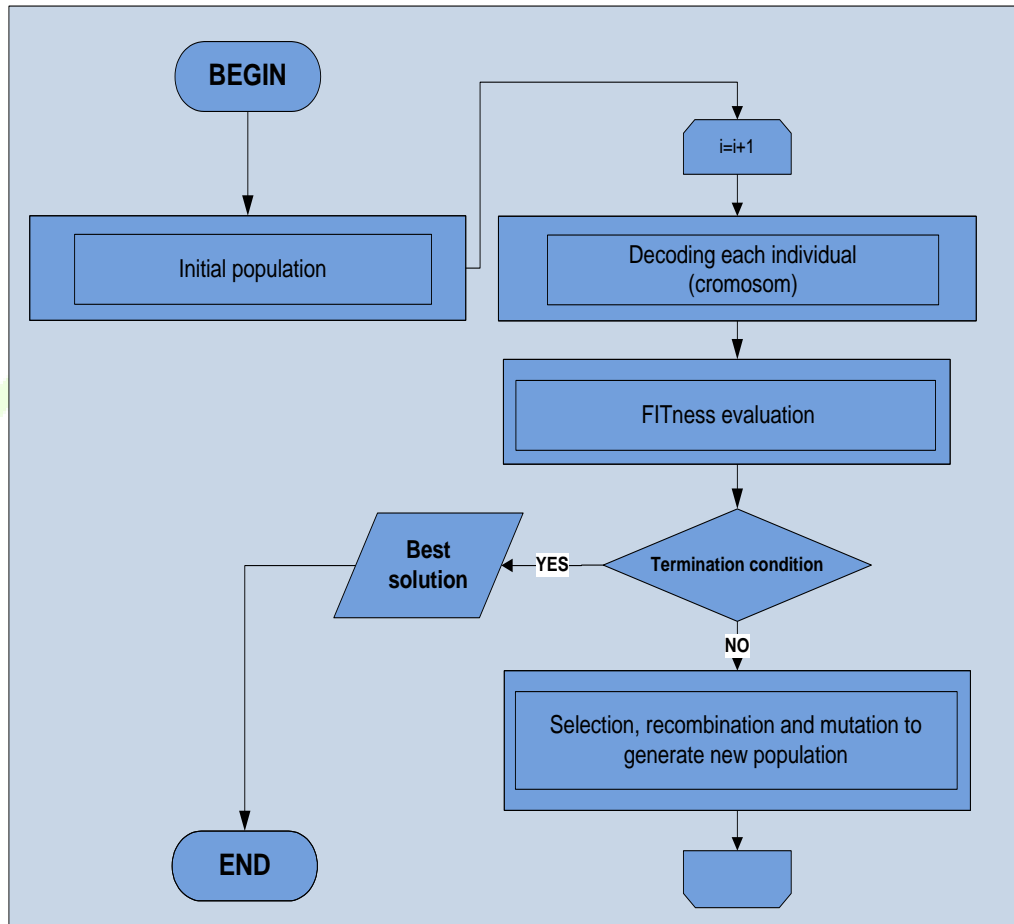 BEGIN
Initial population
i=i+1
Decoding each individual
(cromosom)
FITness evaluation
Termination condition
YES
Best
solution
NO
Selection, recombination and mutation to
generate new population
END